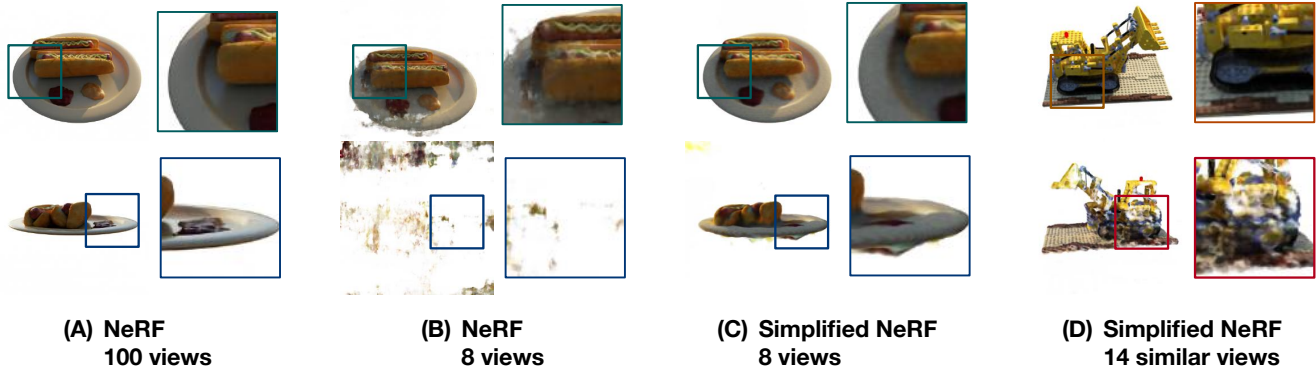 (A) NeRF
100 views
(B) NeRF
8 views
(C) Simplified NeRF
8 views
(D) Simplified NeRF
14 similar views